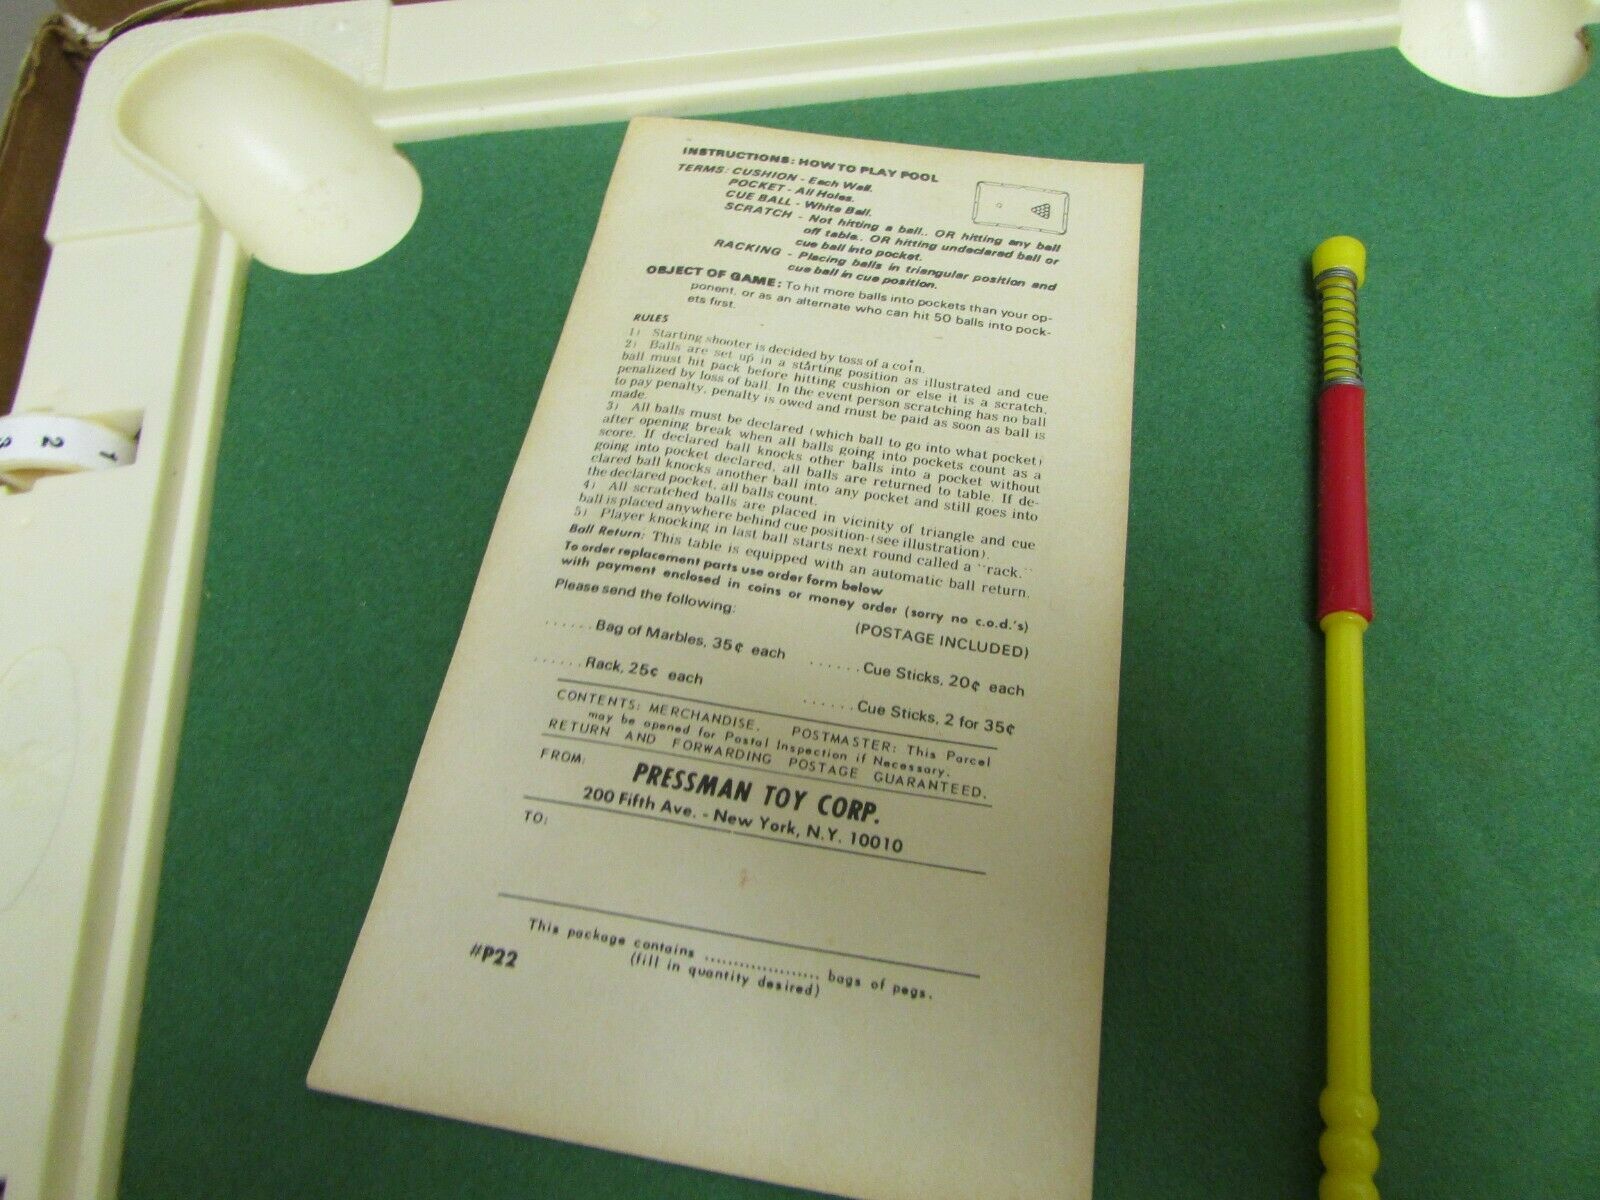 INSTRUCTIONS: HOW TO PLAY POOL
TERMS: CUSHION - Each Wall.
POCKET - All Holes.
CUE BALL - White Ball.
SCRATCH - Not hitting a ball.. OR hitting any ball
off table.. OR hitting undeclared ball or
cue ball into pocket.
RACKING - Placing balls in triangular position and
cue ball in cue position.
OBJECT OF GAME: To hit more balls into pockets than your op-
ponent, or as an alternate who can hit 50 balls into pock-
ets first.
RULES
1) Starting shooter is decided by toss of a coin.
2) Balls are set up in a starting position as illustrated and cue
ball must hit pack before hitting cushion or else it is a scratch,
penalized by loss of ball. In the event person scratching has no ball
to pay penalty, penalty is owed and must be paid as soon as ball is
made.
3) All balls must be declared (which ball to go into what pocket)
after opening break when all balls going into pockets count as a
score. If declared ball knocks other balls into a pocket without
going into pocket declared, all balls are returned to table. If de-
clared ball knocks another ball into any pocket and still goes into
the declared pocket, all balls count.
4) All scratched balls are placed in vicinity of triangle and cue
ball is placed anywhere behind cue position-(see illustration).
5) Player knocking in last ball starts next round called a "rack."
Ball Return: This table is equipped with an automatic ball return.
To order replacement parts use order form below
with payment enclosed in coins or money order (sorry no c.o.d.'s)
Please send the following:
(POSTAGE INCLUDED)
...... Bag of Marbles, 35¢ each
...... Cue Sticks, 20¢ each
...... Rack, 25¢ each
...... Cue Sticks, 2 for 35¢
CONTENTS: MERCHANDISE. POSTMASTER: This Parcel
may be opened for Postal Inspection if Necessary.
RETURN AND FORWARDING POSTAGE GUARANTEED.
FROM:
PRESSMAN TOY CORP.
200 Fifth Ave. - New York, N.Y. 10010
TO:
This package contains .................... bags of pegs.
(fill in quantity desired)
#P22
1
2
3